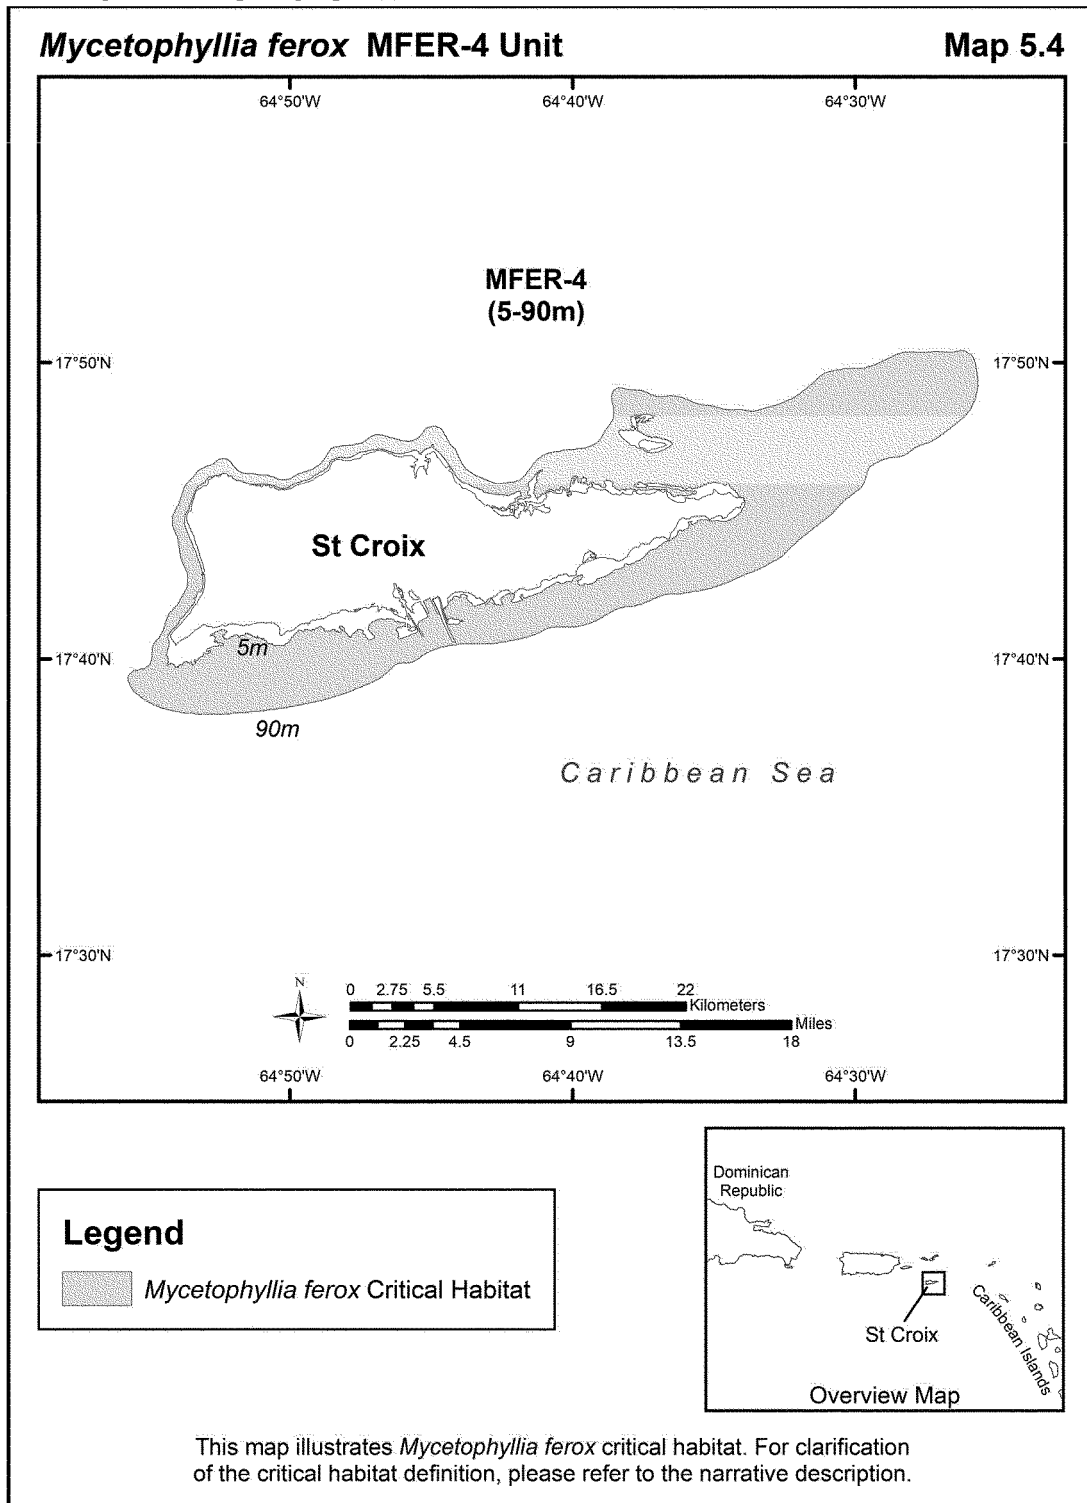 Mycetophyllia ferox MFER-4 Unit
Map 5.4
64°50'W
64°40'W
64°30'W
MFER-4
(5-90m)
17°50'N
17°50'N
St Croix
5m
17°40'N
17°40'N
90m
Caribbean Sea
17°30'N
17°30'N
N
0 2.75 5.5 11 16.5 22
Kilometers
Miles
0 2.25 4.5 9 13.5 18
64°50'W
64°40'W
64°30'W
Legend
Mycetophyllia ferox Critical Habitat
Dominican
Republic
St Croix
Caribbean Islands
Overview Map
This map illustrates Mycetophyllia ferox critical habitat. For clarification
of the critical habitat definition, please refer to the narrative description.